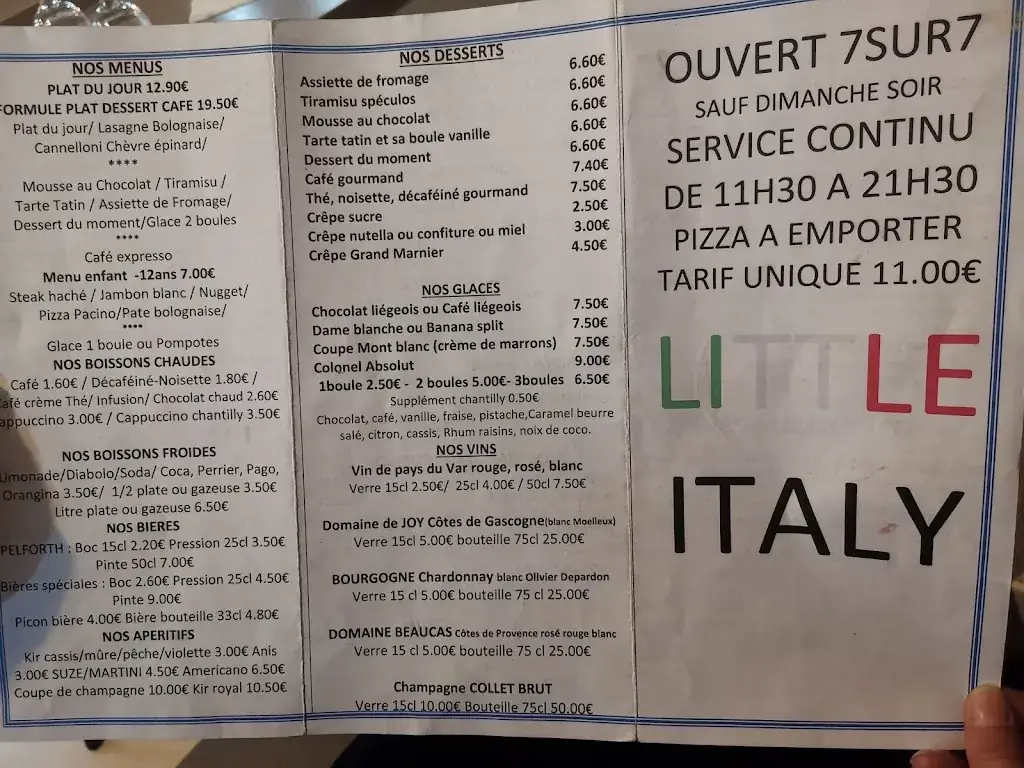 NOS MENUS
PLAT DU JOUR 12.90€
FORMULE PLAT DESSERT CAFE 19.50€
Plat du jour/ Lasagne Bolognaise/
Cannelloni Chèvre épinard/
****
Mousse au Chocolat / Tiramisu /
Tarte Tatin / Assiette de Fromage/
Dessert du moment/Glace 2 boules
****
Café expresso
Menu enfant -12ans 7.00€
Steak haché / Jambon blanc / Nugget/
Pizza Pacino/Pate bolognaise/
****
Glace 1 boule ou Pompotes
NOS BOISSONS CHAUDES
Café 1.60€ / Décaféiné-Noisette 1.80€ /
afé crème Thé/ Infusion/ Chocolat chaud 2.60€
appuccino 3.00€ / Cappuccino chantilly 3.50€
NOS BOISSONS FROIDES
Limonade/Diabolo/Soda/ Coca, Perrier, Pago,
Orangina 3.50€/ 1/2 plate ou gazeuse 3.50€
Litre plate ou gazeuse 6.50€
NOS BIERES
PELFORTH : Boc 15cl 2.20€ Pression 25cl 3.50€
Pinte 50cl 7.00€
Bières spéciales : Boc 2.60€ Pression 25cl 4.50€
Pinte 9.00€
Picon bière 4.00€ Bière bouteille 33cl 4.80€
NOS APERITIFS
Kir cassis/mûre/pêche/violette 3.00€ Anis
3.00€ SUZE/MARTINI 4.50€ Americano 6.50€
Coupe de champagne 10.00€ Kir royal 10.50€
NOS DESSERTS
Assiette de fromage 6.60€
Tiramisu spéculos 6.60€
Mousse au chocolat 6.60€
Tarte tatin et sa boule vanille 6.60€
Dessert du moment 6.60€
Café gourmand 7.40€
Thé, noisette, décaféiné gourmand 7.50€
Crêpe sucre 2.50€
Crêpe nutella ou confiture ou miel 3.00€
Crêpe Grand Marnier 4.50€
NOS GLACES
Chocolat liégeois ou Café liégeois 7.50€
Dame blanche ou Banana split 7.50€
Coupe Mont blanc (crème de marrons) 7.50€
Colonel Absolut 9.00€
1boule 2.50€ - 2 boules 5.00€- 3boules 6.50€
Supplément chantilly 0.50€
Chocolat, café, vanille, fraise, pistache,Caramel beurre
salé, citron, cassis, Rhum raisins, noix de coco.
NOS VINS
Vin de pays du Var rouge, rosé, blanc
Verre 15cl 2.50€/ 25cl 4.00€ / 50cl 7.50€
Domaine de JOY Côtes de Gascogne(blanc Moelleux)
Verre 15cl 5.00€ bouteille 75cl 25.00€
BOURGOGNE Chardonnay blanc Olivier Depardon
Verre 15 cl 5.00€ bouteille 75 cl 25.00€
DOMAINE BEAUCAS Côtes de Provence rosé rouge blanc
Verre 15 cl 5.00€ bouteille 75 cl 25.00€
Champagne COLLET BRUT
Verre 15cl 10.00€ Bouteille 75cl 50.00€
OUVERT 7SUR7
SAUF DIMANCHE SOIR
SERVICE CONTINU
DE 11H30 A 21H30
PIZZA A EMPORTER
TARIF UNIQUE 11.00€
LITTLE
ITALY